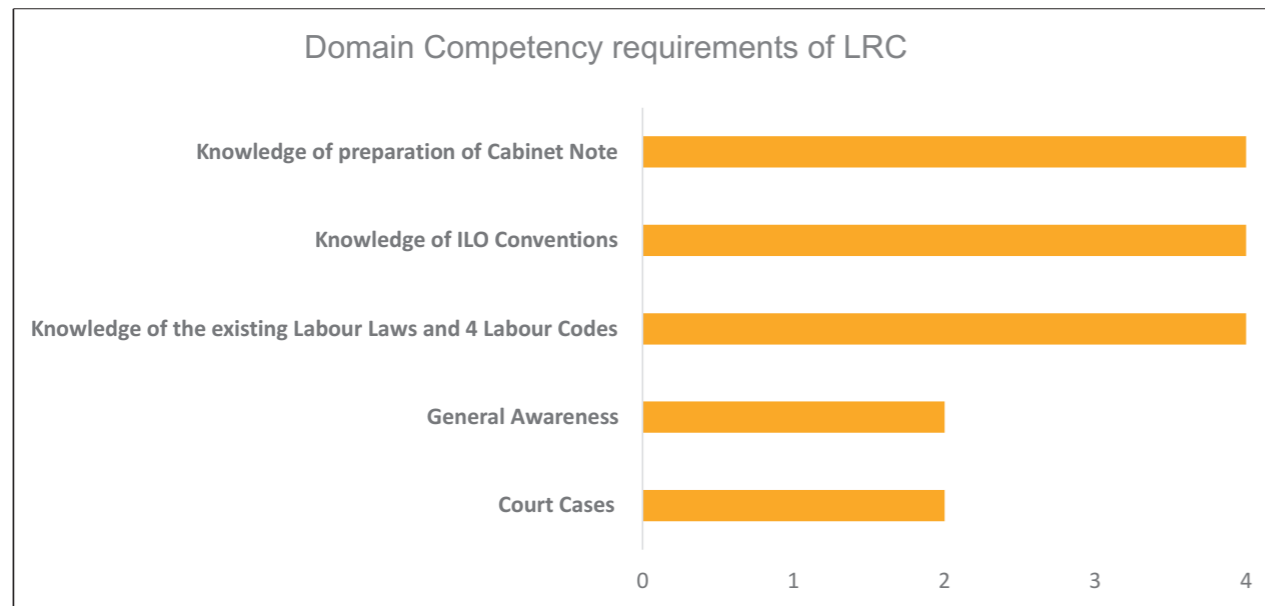 Domain Competency requirements of LRC
Knowledge of preparation of Cabinet Note
Knowledge of ILO Conventions
Knowledge of the existing Labour Laws and 4 Labour Codes
General Awareness
Court Cases
0 1 2 3 4